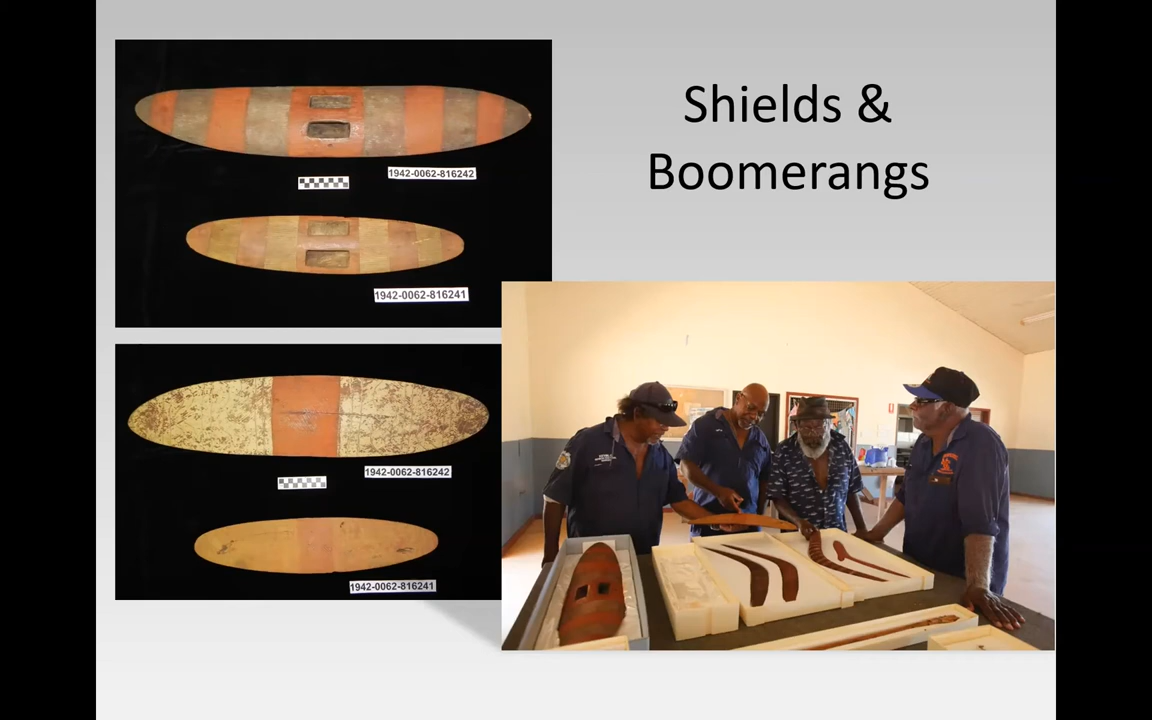 Shields &
Boomerangs
1942-0062-816242
1942-0062-816241
1942-0062-816242
1942-0062-816241